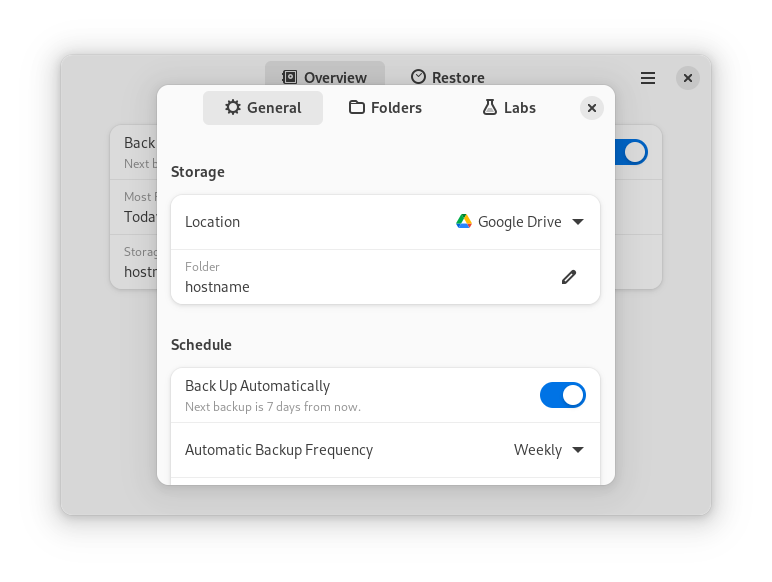 Overview
Restore
General
Folders
Labs
Back
Next b
Most
Today
Storag
hostn
Storage
Location
Google Drive
Folder
hostname
Schedule
Back Up Automatically
Next backup is 7 days from now.
Automatic Backup Frequency
Weekly